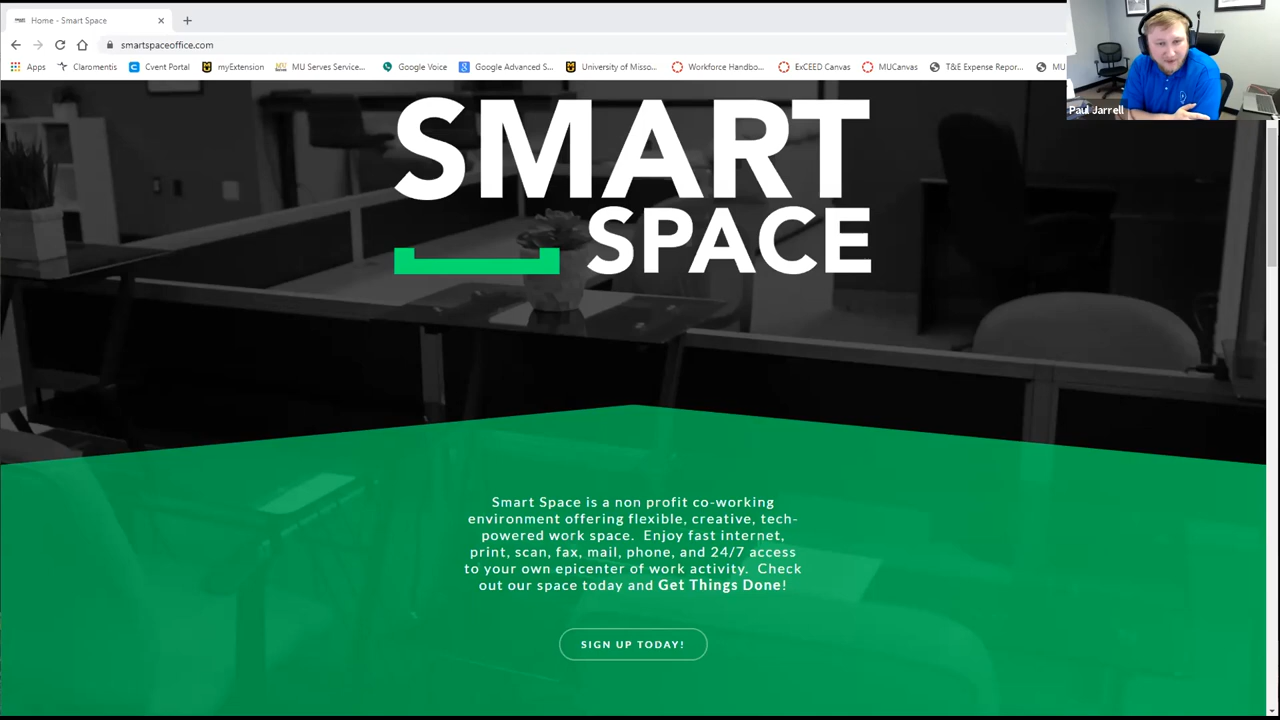 Home - Smart Space
smartspaceoffice.com
Apps Claromentis Cvent Portal myExtension MU Serves Service... Google Voice Google Advanced S... University of Misso... Workforce Handbo... ExCEED Canvas MUCanvas T&E Expense Repor... MU
Paul Jarrell
SMART
SPACE
Smart Space is a non profit co-working
environment offering flexible, creative, tech-
powered work space. Enjoy fast internet,
print, scan, fax, mail, phone, and 24/7 access
to your own epicenter of work activity. Check
out our space today and Get Things Done!
SIGN UP TODAY!